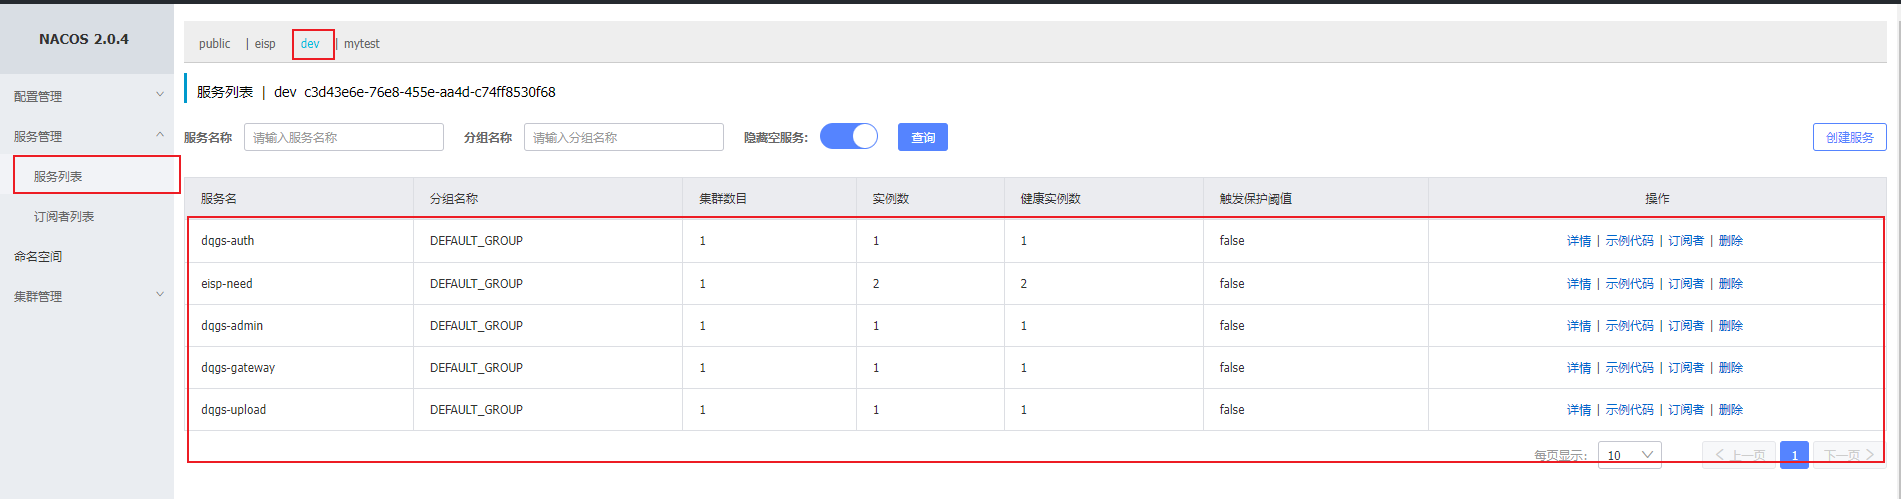 NACOS 2.0.4
配置管理
服务管理
服务列表
订阅者列表
命名空间
集群管理
public | eisp dev | mytest
服务列表 | dev c3d43e6e-76e8-455e-aa4d-c74ff8530f68
服务名称 请输入服务名称 分组名称 请输入分组名称 隐藏空服务: 查询 创建服务
服务名 分组名称 集群数目 实例数 健康实例数 触发保护阈值 操作
dqgs-auth DEFAULT_GROUP 1 1 1 false 详情 | 示例代码 | 订阅者 | 删除
eisp-need DEFAULT_GROUP 1 2 2 false 详情 | 示例代码 | 订阅者 | 删除
dqgs-admin DEFAULT_GROUP 1 1 1 false 详情 | 示例代码 | 订阅者 | 删除
dqgs-gateway DEFAULT_GROUP 1 1 1 false 详情 | 示例代码 | 订阅者 | 删除
dqgs-upload DEFAULT_GROUP 1 1 1 false 详情 | 示例代码 | 订阅者 | 删除
每页显示: 10 上一页 1 下一页